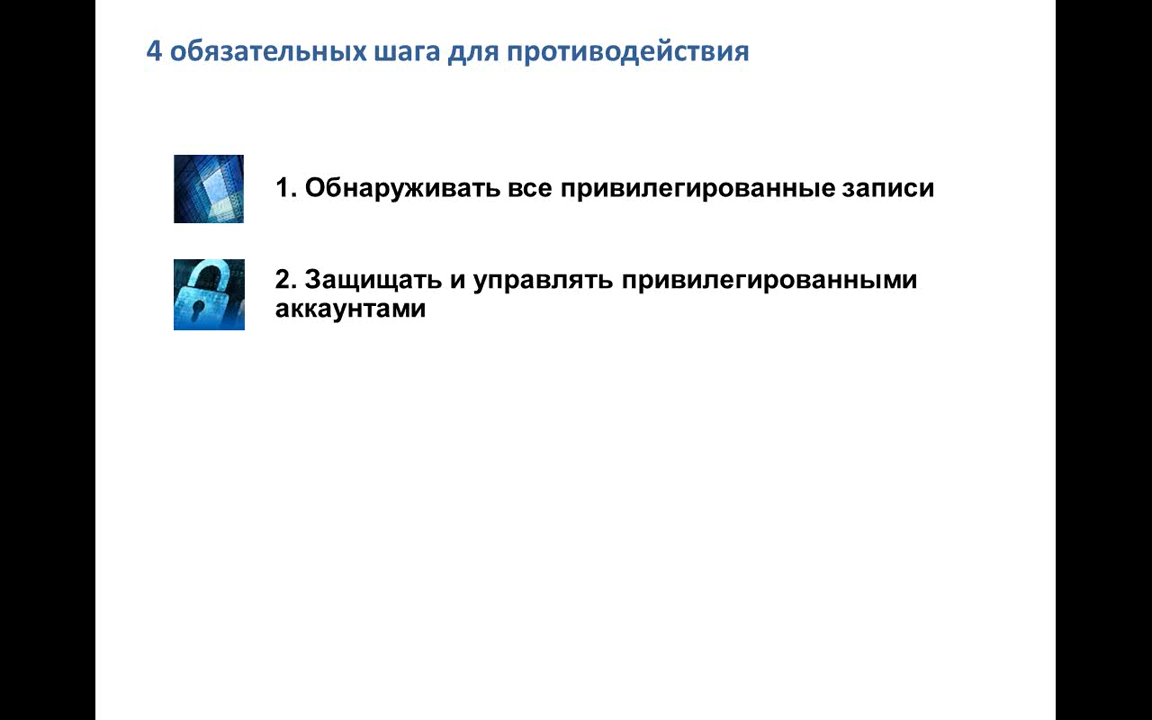 4 обязательных шага для противодействия
1. Обнаруживать все привилегированные записи
2. Защищать и управлять привилегированными
аккаунтами